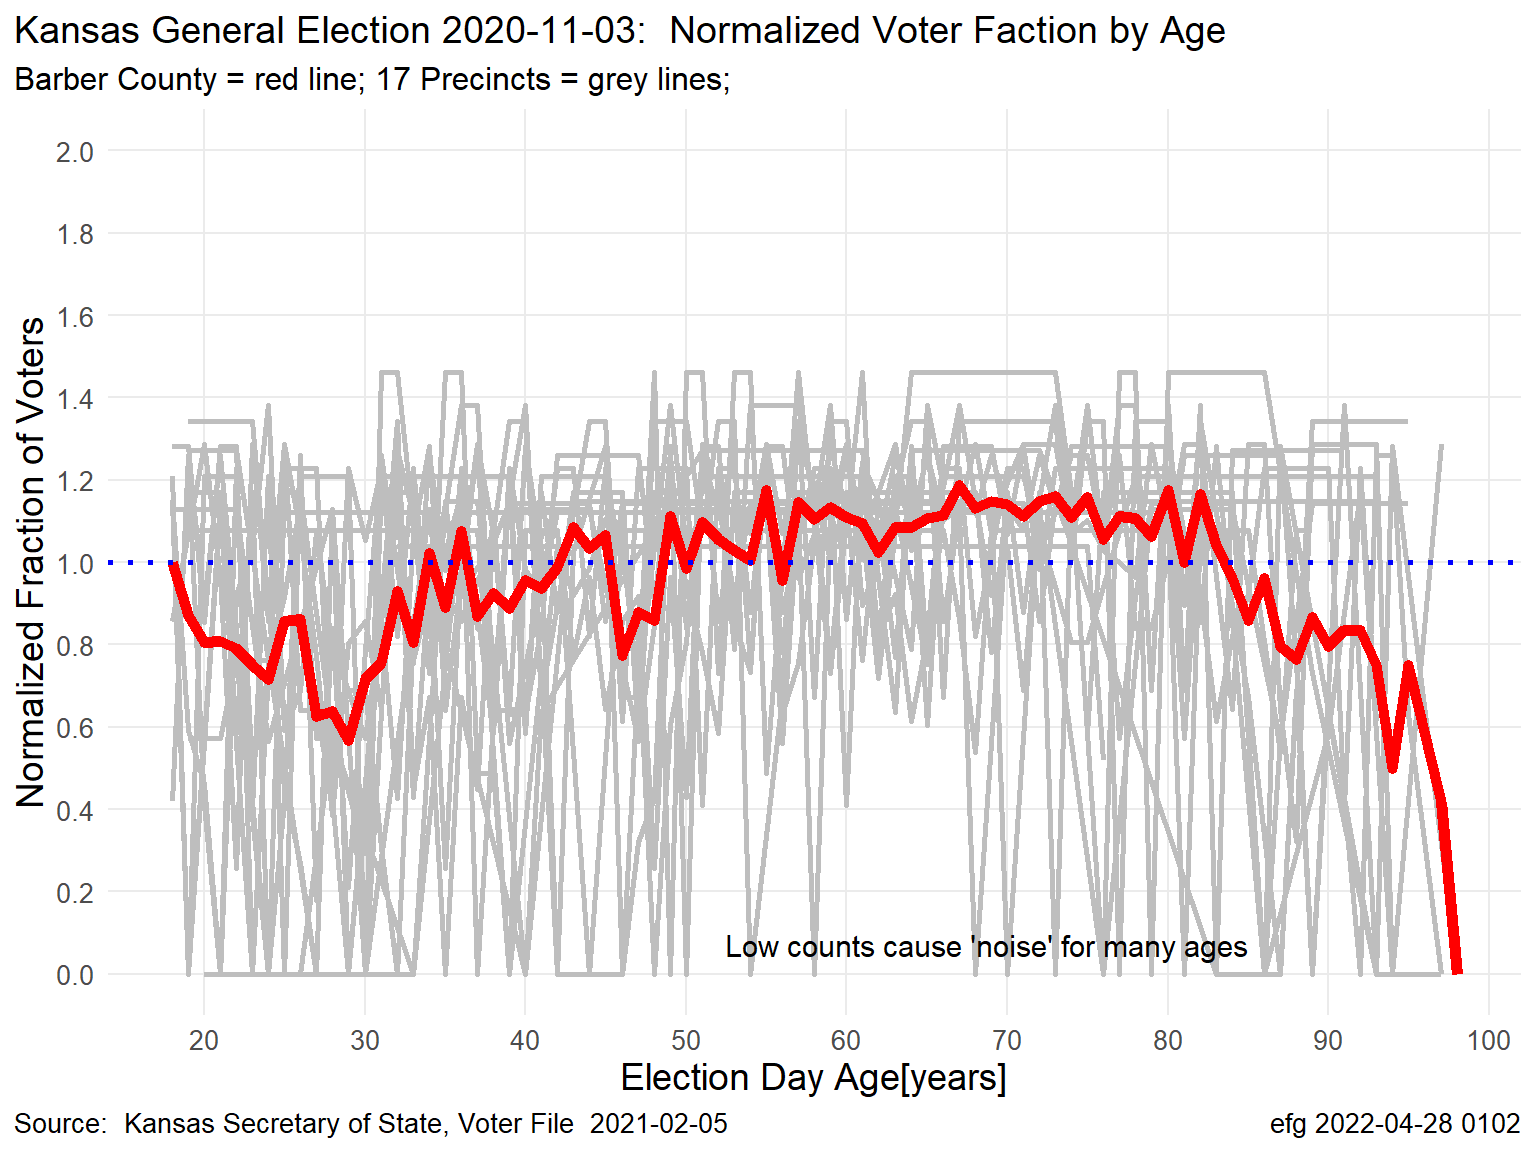 Kansas General Election 2020-11-03:  Normalized Voter Faction by Age
Barber County = red line; 17 Precincts = grey lines;
Normalized Fraction of Voters
2.0
1.8
1.6
1.4
1.2
1.0
0.8
0.6
0.4
0.2
0.0
Low counts cause 'noise' for many ages
20 30 40 50 60 70 80 90 100
Election Day Age[years]
Source:  Kansas Secretary of State, Voter File  2021-02-05
efg 2022-04-28 0102